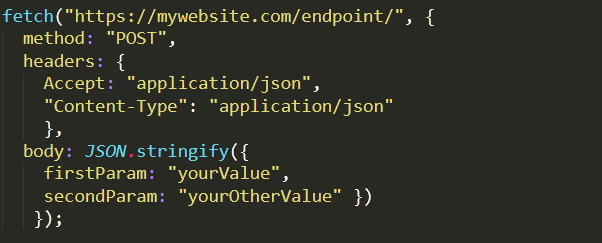 fetch("https://mywebsite.com/endpoint/", {
method: "POST",
headers: {
Accept: "application/json",
"Content-Type": "application/json"
},
body: JSON.stringify({
firstParam: "yourValue",
secondParam: "yourOtherValue" })
});